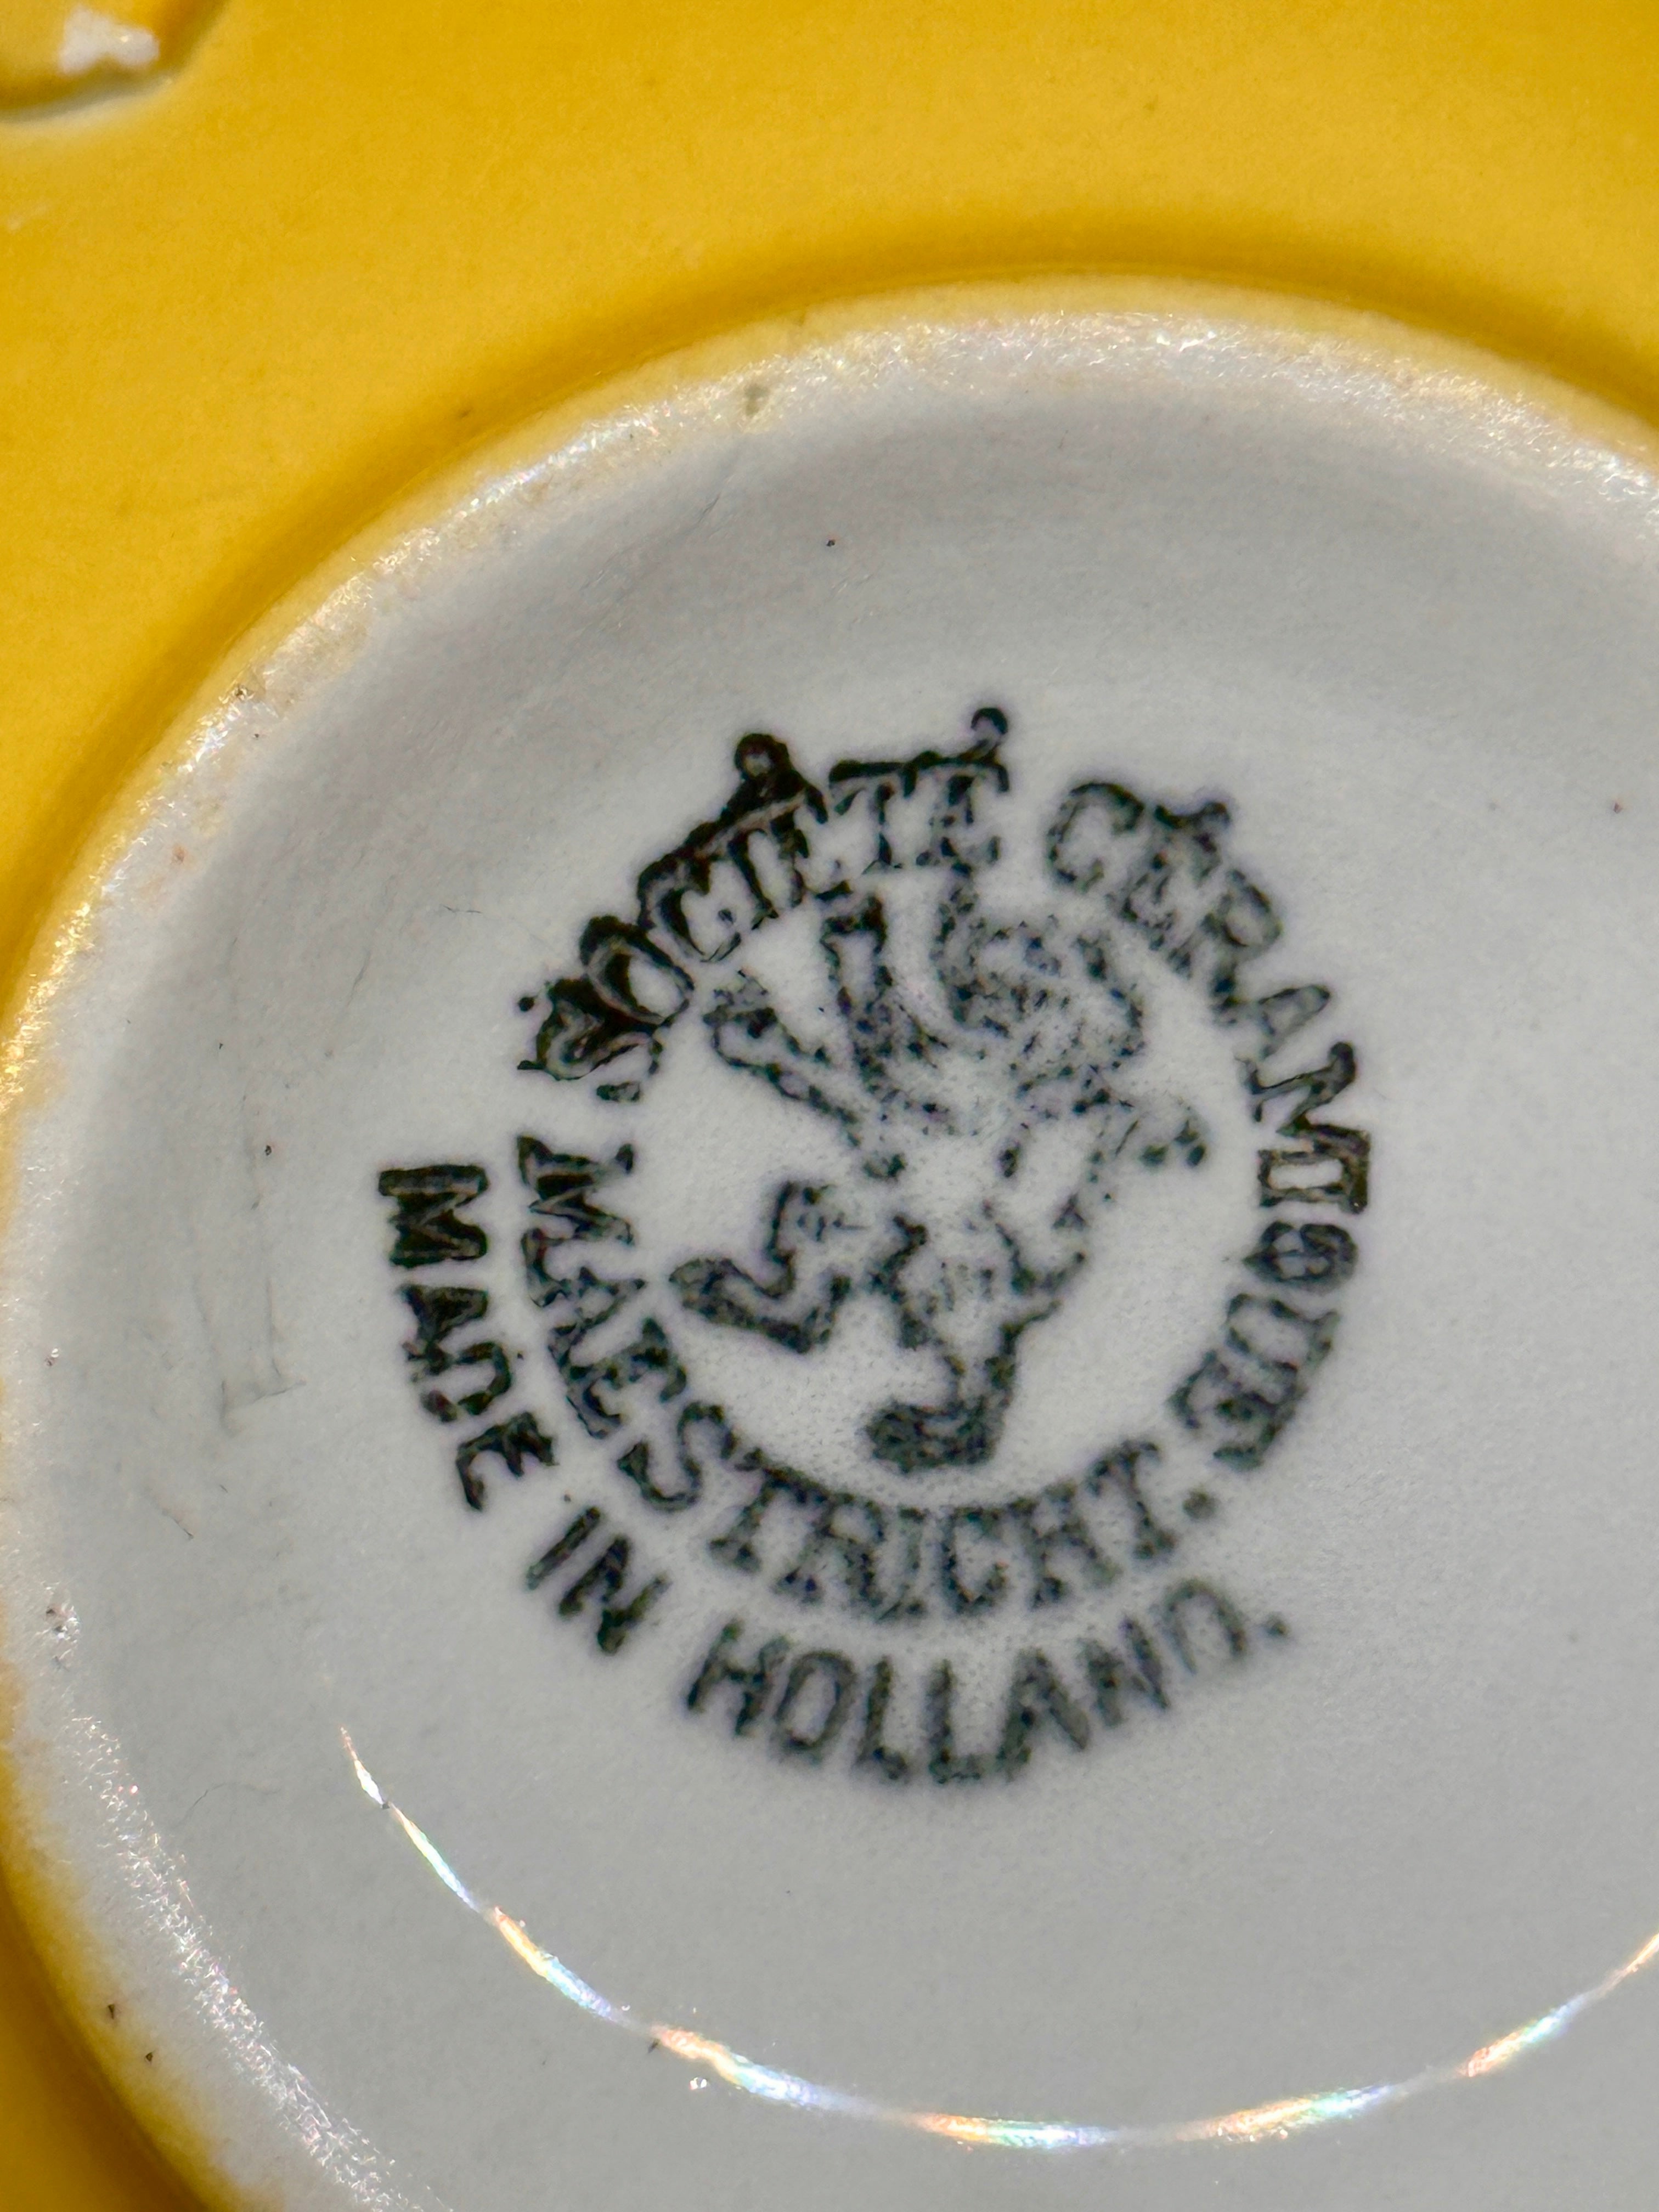 SOCIÉTÉ CÉRAMIQUE
MAESTRICHT.
MADE IN HOLLAND.